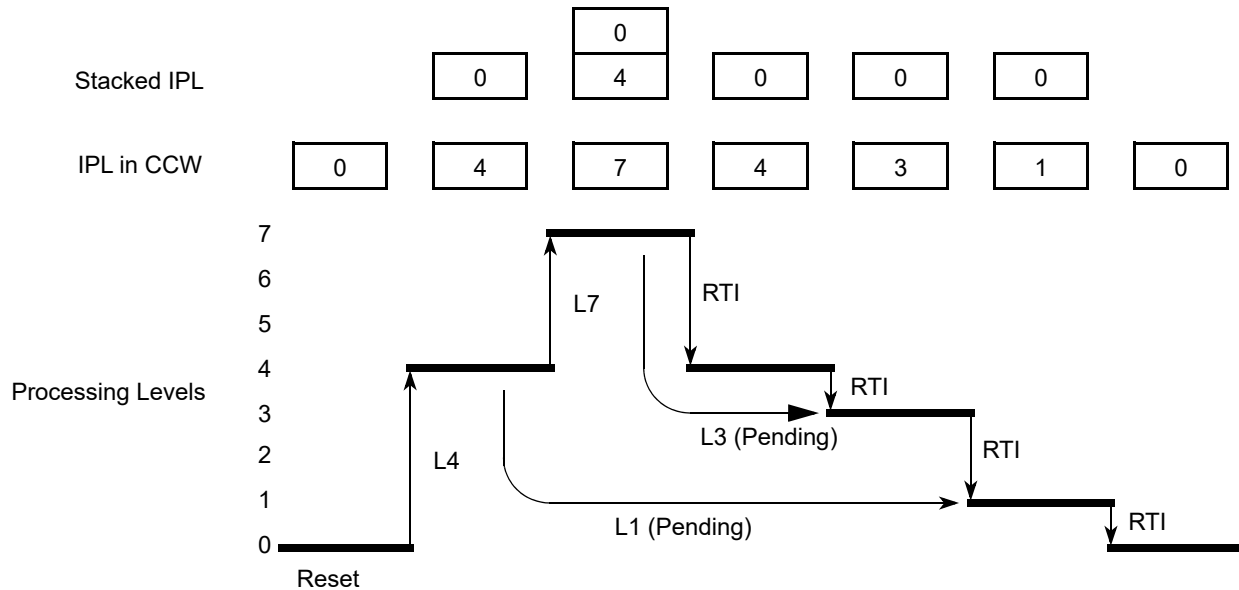 0
Stacked IPL 0 4 0 0 0
IPL in CCW 0 4 7 4 3 1 0
7
6
L7 RTI
5
4
Processing Levels RTI
3
L3 (Pending)
2 L4 RTI
1
L1 (Pending) RTI
0
Reset